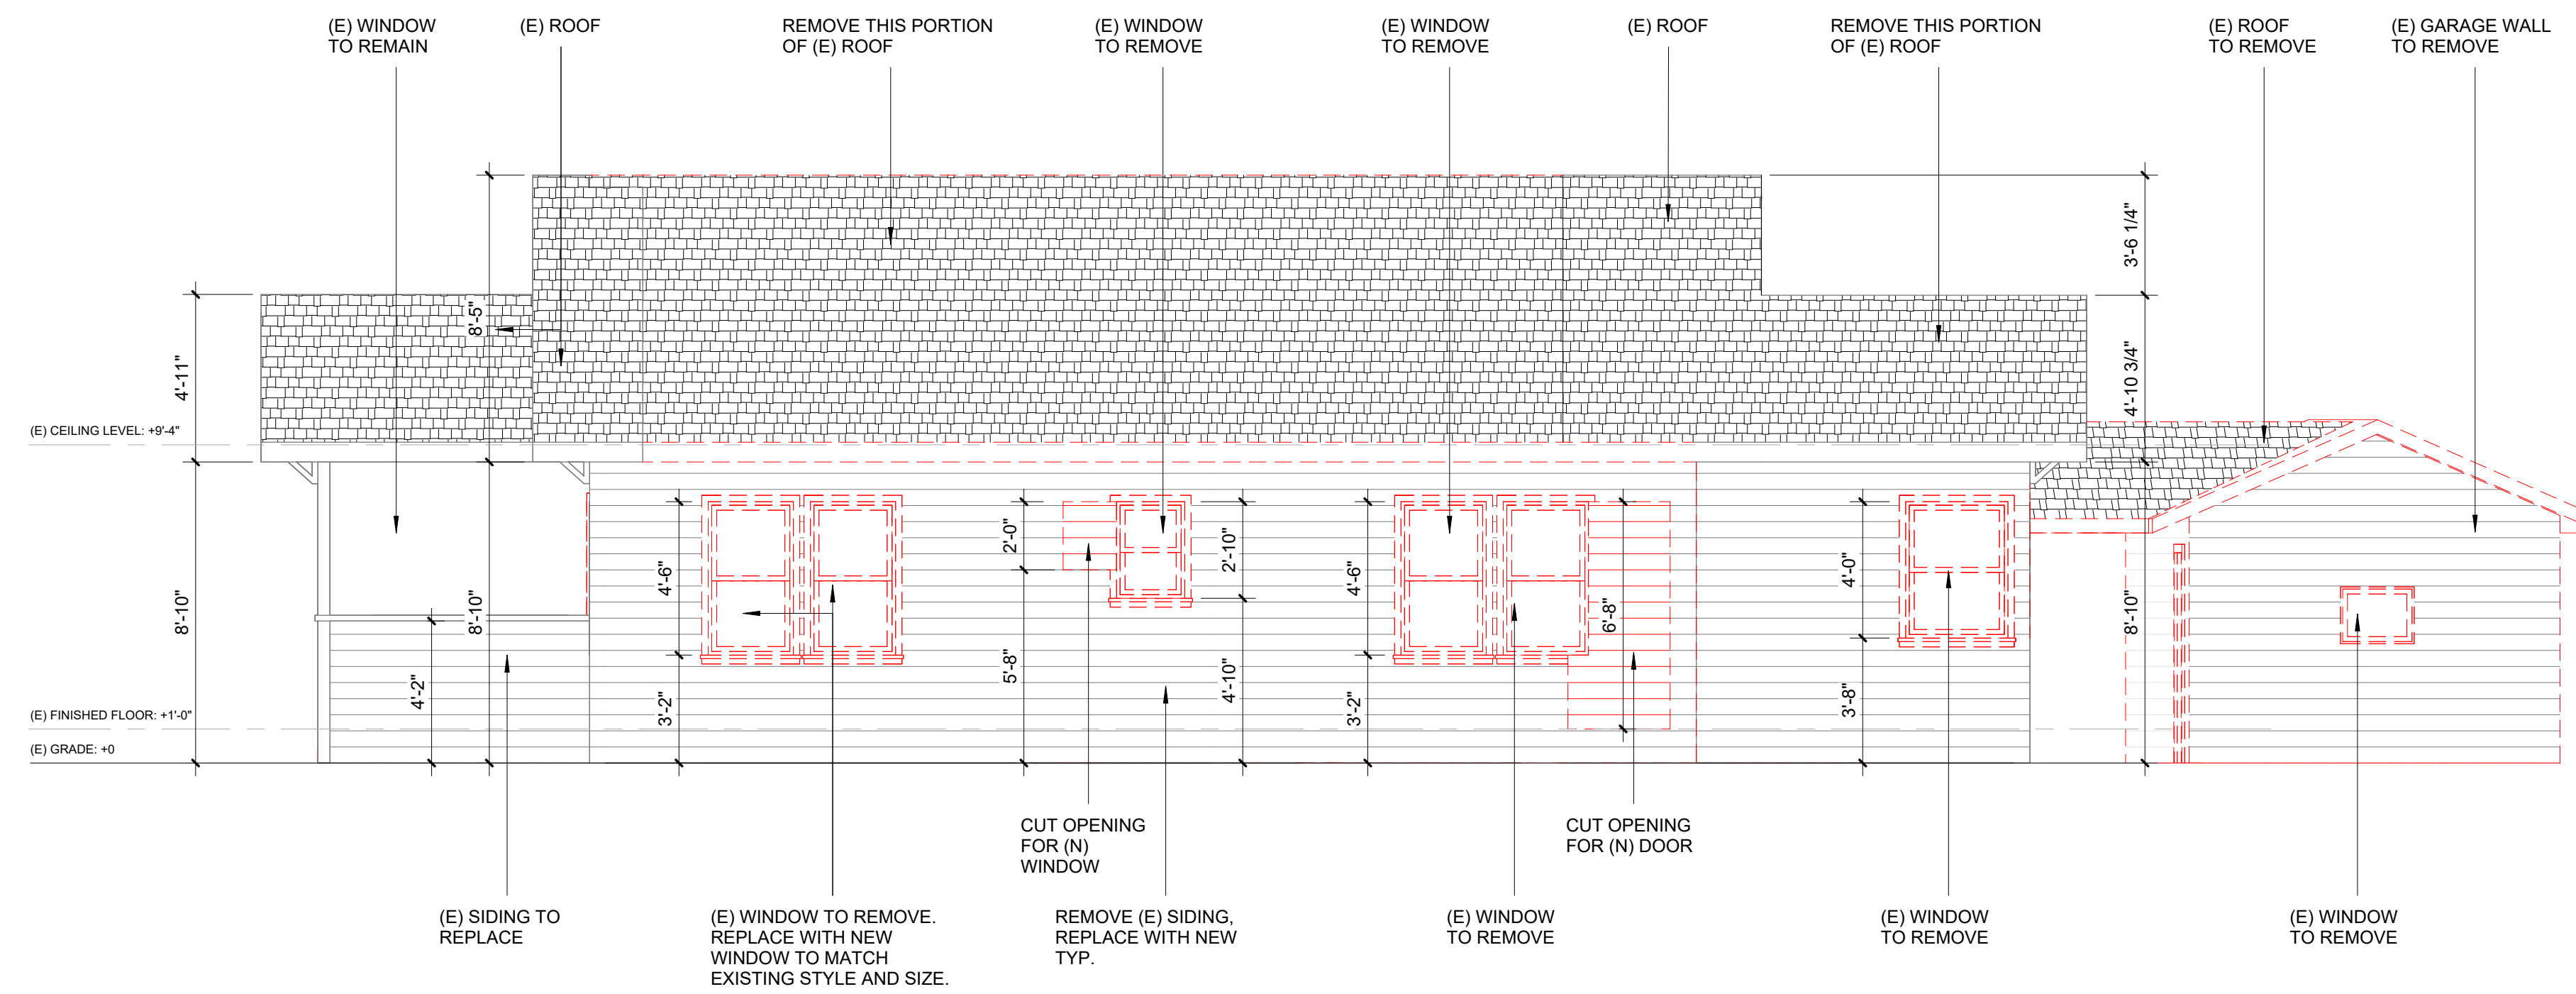 (E) WINDOW
TO REMAIN
(E) ROOF
REMOVE THIS PORTION
OF (E) ROOF
(E) WINDOW
TO REMOVE
(E) WINDOW
TO REMOVE
(E) ROOF
REMOVE THIS PORTION
OF (E) ROOF
(E) ROOF
TO REMOVE
(E) GARAGE WALL
TO REMOVE
3'-6 1/4"
8'-5"
4'-11"
4'-10 3/4"
(E) CEILING LEVEL: +9'-4"
2'-0"
2'-10"
4'-6"
4'-6"
4'-0"
8'-10"
8'-10"
6'-8"
8'-10"
4'-2"
5'-8"
4'-10"
3'-2"
3'-2"
3'-8"
(E) FINISHED FLOOR: +1'-0"
(E) GRADE: +0
CUT OPENING
FOR (N)
WINDOW
CUT OPENING
FOR (N) DOOR
(E) SIDING TO
REPLACE
(E) WINDOW TO REMOVE.
REPLACE WITH NEW
WINDOW TO MATCH
EXISTING STYLE AND SIZE.
REMOVE (E) SIDING,
REPLACE WITH NEW
TYP.
(E) WINDOW
TO REMOVE
(E) WINDOW
TO REMOVE
(E) WINDOW
TO REMOVE